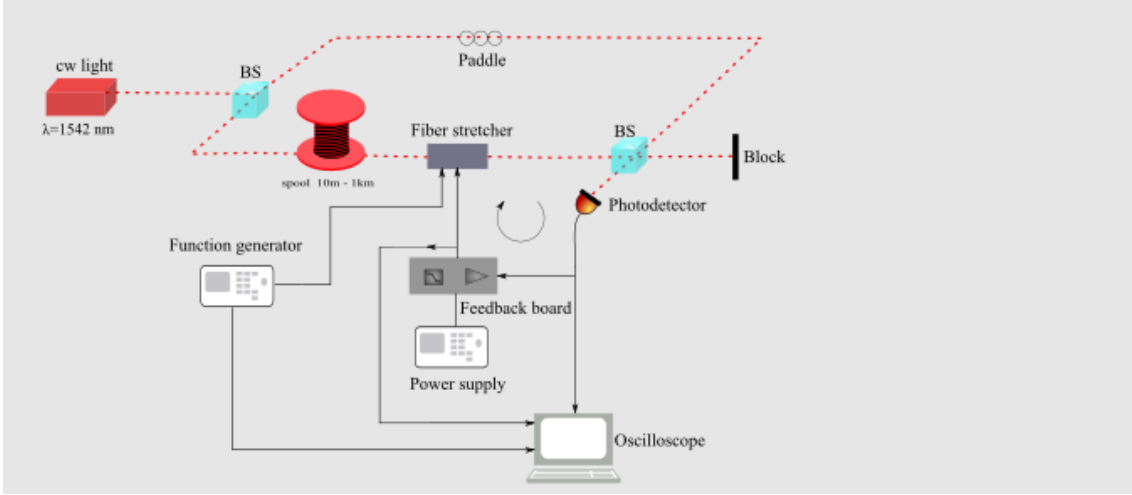 cw light
BS
Paddle
λ=1542 nm
Fiber stretcher
BS
Block
spool 10m - 1km
Photodetector
Function generator
Feedback board
Power supply
Oscilloscope